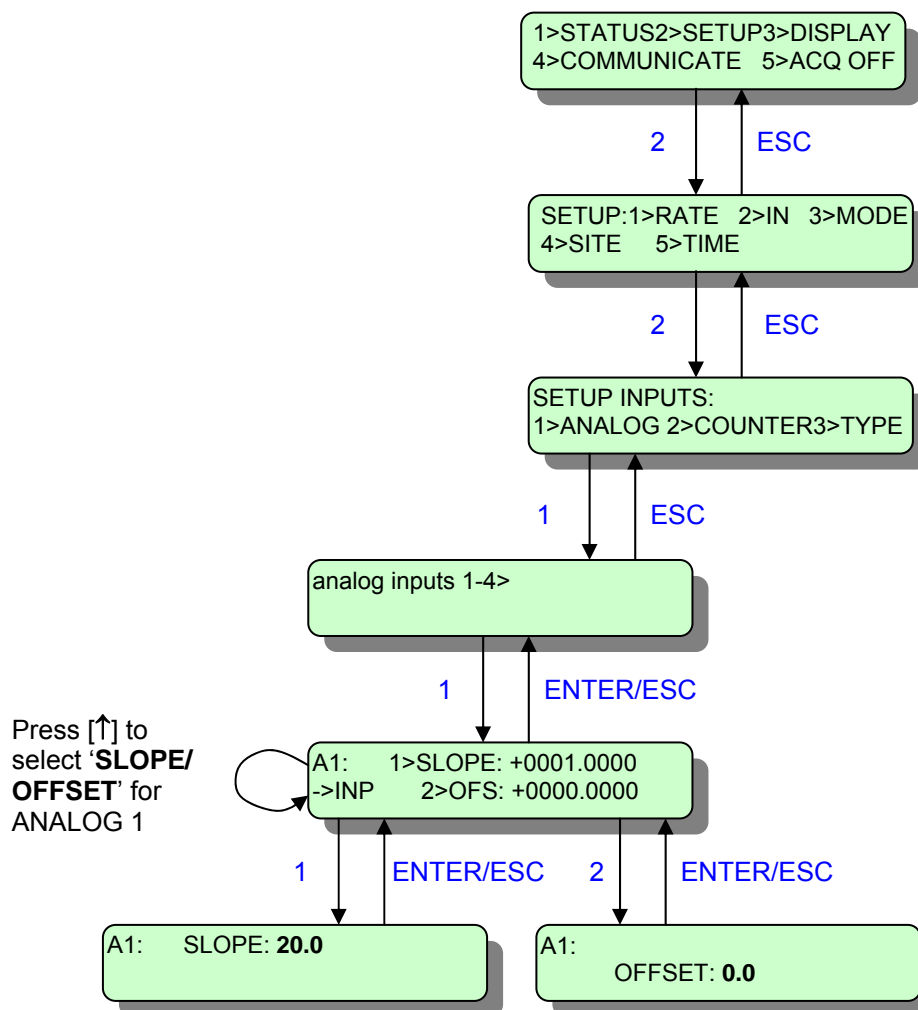 1>STATUS2>SETUP3>DISPLAY
4>COMMUNICATE 5>ACQ OFF
2 ESC
SETUP:1>RATE 2>IN 3>MODE
4>SITE 5>TIME
2 ESC
SETUP INPUTS:
1>ANALOG 2>COUNTER3>TYPE
1 ESC
analog inputs 1-4>
1 ENTER/ESC
Press [↑] to
select ‘SLOPE/
OFFSET’ for
ANALOG 1
A1: 1>SLOPE: +0001.0000
->INP 2>OFS: +0000.0000
1 ENTER/ESC 2 ENTER/ESC
A1: SLOPE: 20.0
A1:
OFFSET: 0.0